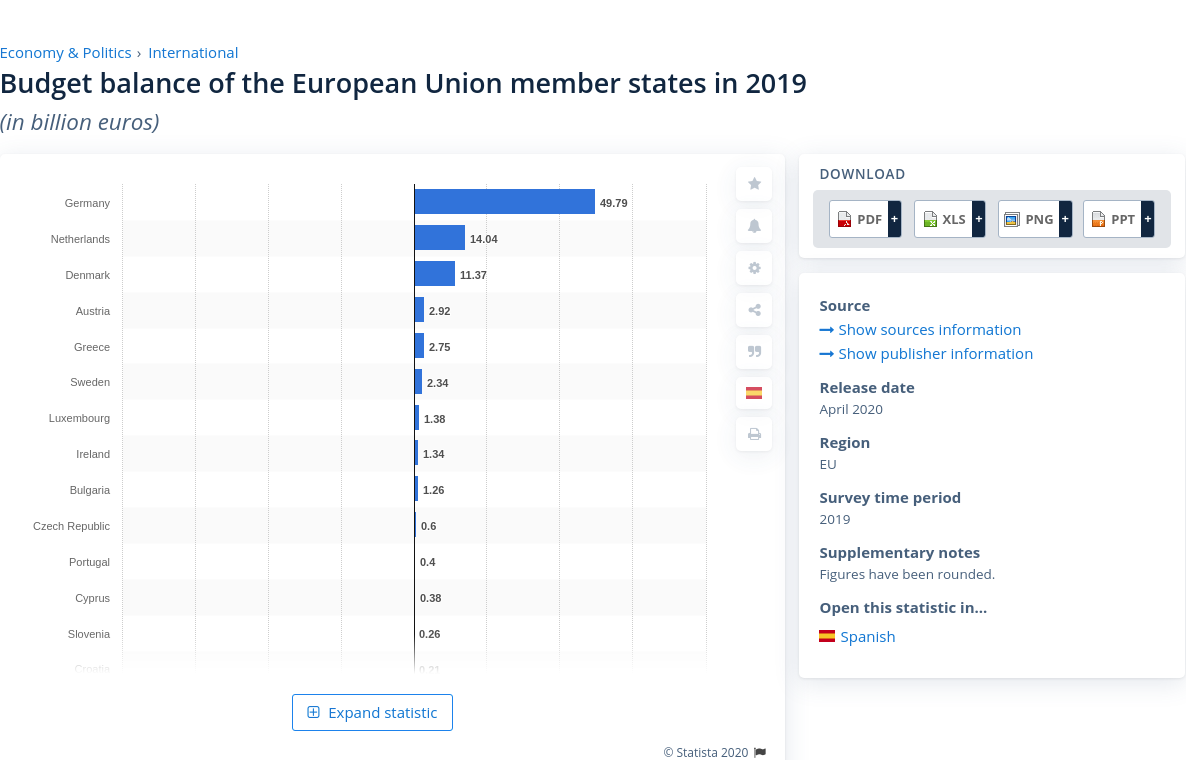 Economy & Politics › International
Budget balance of the European Union member states in 2019
(in billion euros)
Germany 49.79
Netherlands 14.04
Denmark 11.37
Austria 2.92
Greece 2.75
Sweden 2.34
Luxembourg 1.38
Ireland 1.34
Bulgaria 1.26
Czech Republic 0.6
Portugal 0.4
Cyprus 0.38
Slovenia 0.26
Croatia 0.21
Expand statistic
© Statista 2020
DOWNLOAD
PDF + XLS + PNG + PPT +
Source
Show sources information
Show publisher information
Release date
April 2020
Region
EU
Survey time period
2019
Supplementary notes
Figures have been rounded.
Open this statistic in...
Spanish